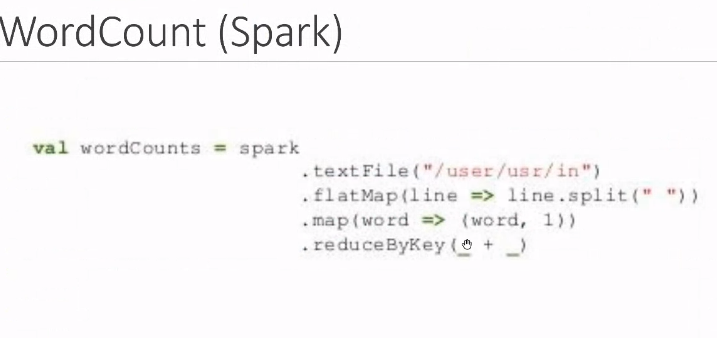 WordCount (Spark)
val wordCounts = spark
.textFile("/user/usr/in")
.flatMap(line => line.split(" "))
.map(word => (word, 1))
.reduceByKey(_ + _)